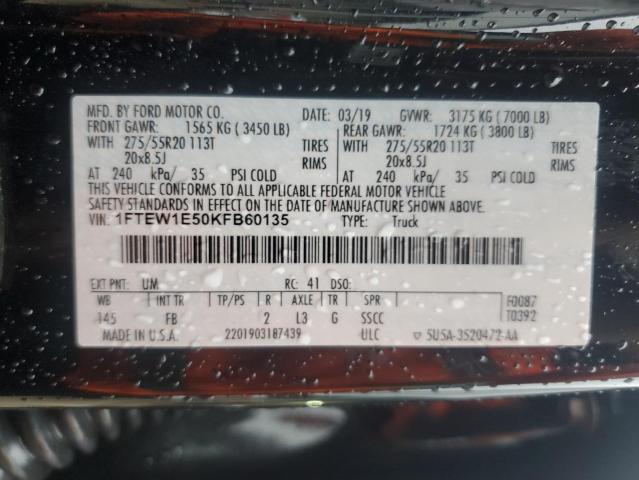 MFD. BY FORD MOTOR CO. DATE: 03/19 GVWR: 3175 KG ( 7000 LB)
FRONT GAWR: 1565 KG ( 3450 LB) REAR GAWR: 1724 KG ( 3800 LB)
WITH 275/55R20 113T TIRES WITH 275/55R20 113T TIRES
20x8.5J RIMS 20x8.5J RIMS
AT 240 kPa/ 35 PSI COLD AT 240 kPa/ 35 PSI COLD
THIS VEHICLE CONFORMS TO ALL APPLICABLE FEDERAL MOTOR VEHICLE
SAFETY STANDARDS IN EFFECT ON THE DATE OF MANUFACTURE SHOWN ABOVE.
VIN: 1FTEW1E50KFB60135 TYPE: Truck
EXT PNT: UM RC: 41 DSO:
WB INT TR TP/PS R AXLE TR SPR F0087
145 FB 2 L3 G SSCC T0392
MADE IN U.S.A. 2201903187439 ULC ▽ 5U5A-3520472-AA